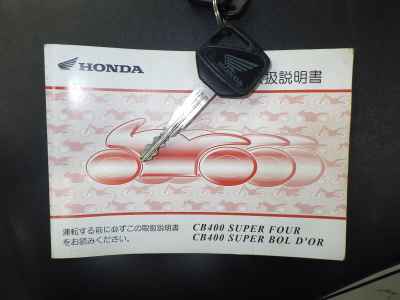 HONDA
扱説明書
運転する前に必ずこの取扱説明書
をお読みください。
CB400 SUPER FOUR
CB400 SUPER BOL D'OR